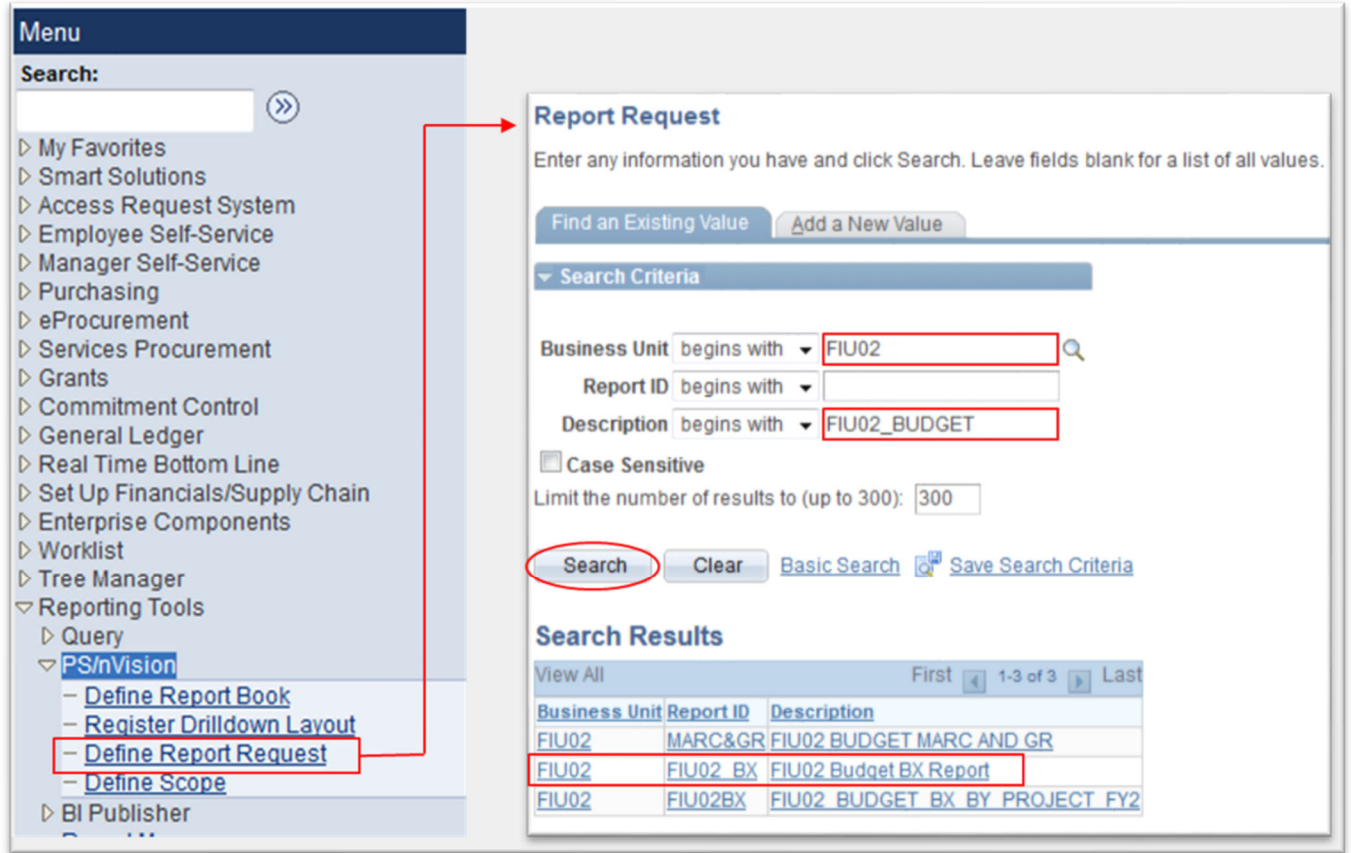 Menu
Search:
My Favorites
Smart Solutions
Access Request System
Employee Self-Service
Manager Self-Service
Purchasing
eProcurement
Services Procurement
Grants
Commitment Control
General Ledger
Real Time Bottom Line
Set Up Financials/Supply Chain
Enterprise Components
Worklist
Tree Manager
Reporting Tools
Query
PS/nVision
Define Report Book
Register Drilldown Layout
Define Report Request
Define Scope
BI Publisher
Report Request
Enter any information you have and click Search. Leave fields blank for a list of all values.
Find an Existing Value Add a New Value
Search Criteria
Business Unit begins with FIU02
Report ID begins with
Description begins with FIU02_BUDGET
Case Sensitive
Limit the number of results to (up to 300): 300
Search Clear Basic Search Save Search Criteria
Search Results
View All First 1-3 of 3 Last
Business Unit Report ID Description
FIU02 MARC&GR FIU02 BUDGET MARC AND GR
FIU02 FIU02_BX FIU02 Budget BX Report
FIU02 FIU02BX FIU02_BUDGET_BX_BY_PROJECT_FY2